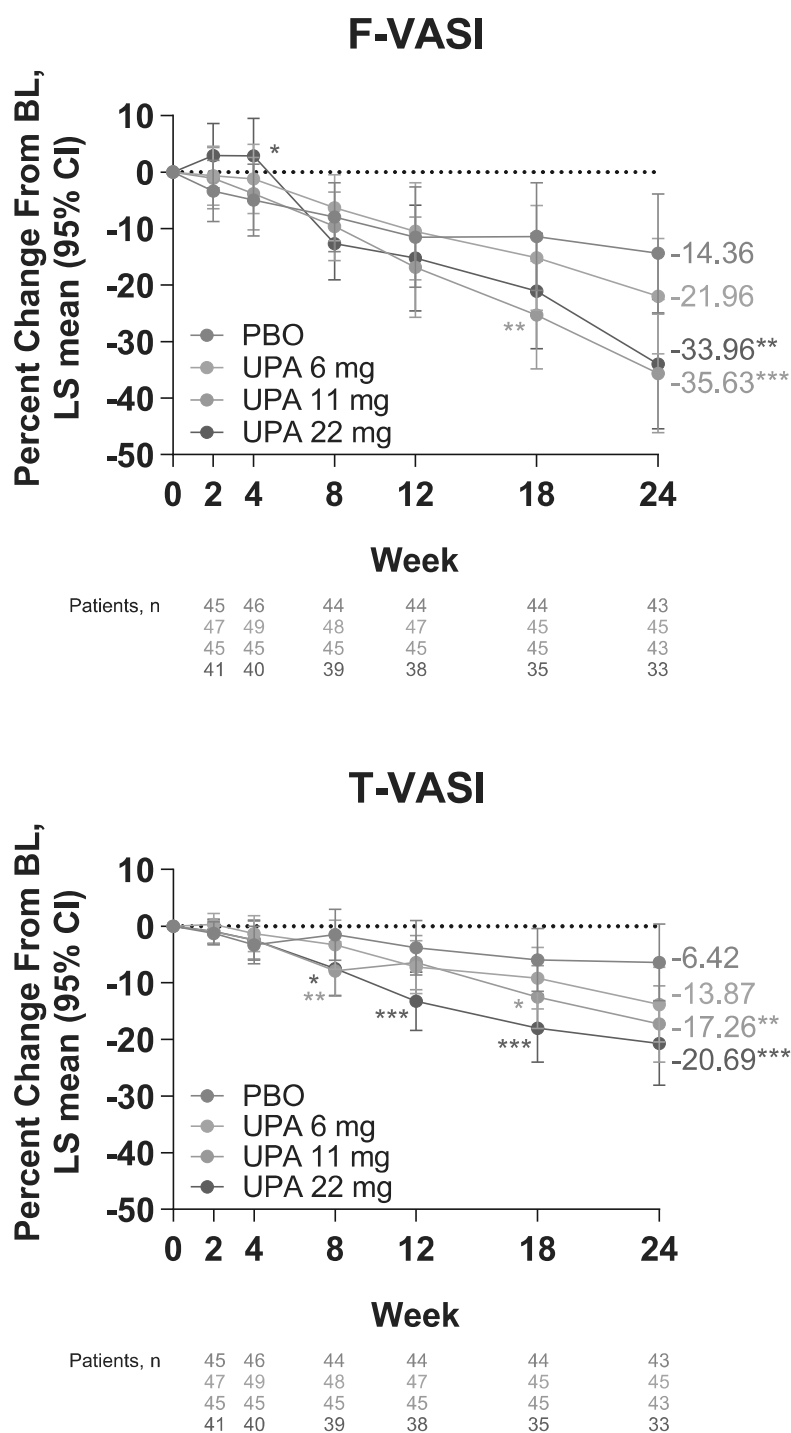 F-VASI
Percent Change From BL,
LS mean (95% CI)
10
0
-10
-20
-30
-40
-50
*
**
-14.36
-21.96
-33.96**
-35.63***
PBO
UPA 6 mg
UPA 11 mg
UPA 22 mg
0 2 4 8 12 18 24
Week
Patients, n 45 46 44 44 44 43
47 49 48 47 45 45
45 45 45 45 45 43
41 40 39 38 35 33
T-VASI
Percent Change From BL,
LS mean (95% CI)
10
0
-10
-20
-30
-40
-50
*
**
***
*
***
-6.42
-13.87
-17.26**
-20.69***
PBO
UPA 6 mg
UPA 11 mg
UPA 22 mg
0 2 4 8 12 18 24
Week
Patients, n 45 46 44 44 44 43
47 49 48 47 45 45
45 45 45 45 45 43
41 40 39 38 35 33